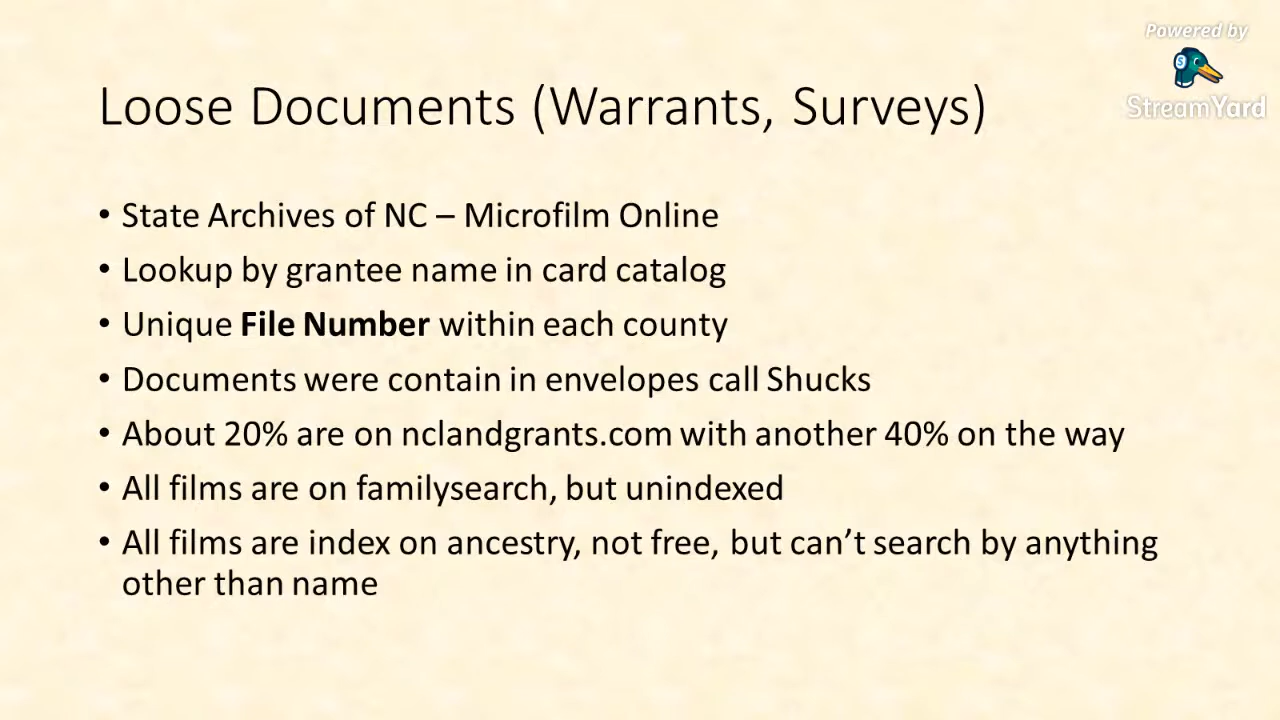 Powered by
StreamYard
Loose Documents (Warrants, Surveys)
• State Archives of NC – Microfilm Online
• Lookup by grantee name in card catalog
• Unique File Number within each county
• Documents were contain in envelopes call Shucks
• About 20% are on nclandgrants.com with another 40% on the way
• All films are on familysearch, but unindexed
• All films are index on ancestry, not free, but can’t search by anything
other than name